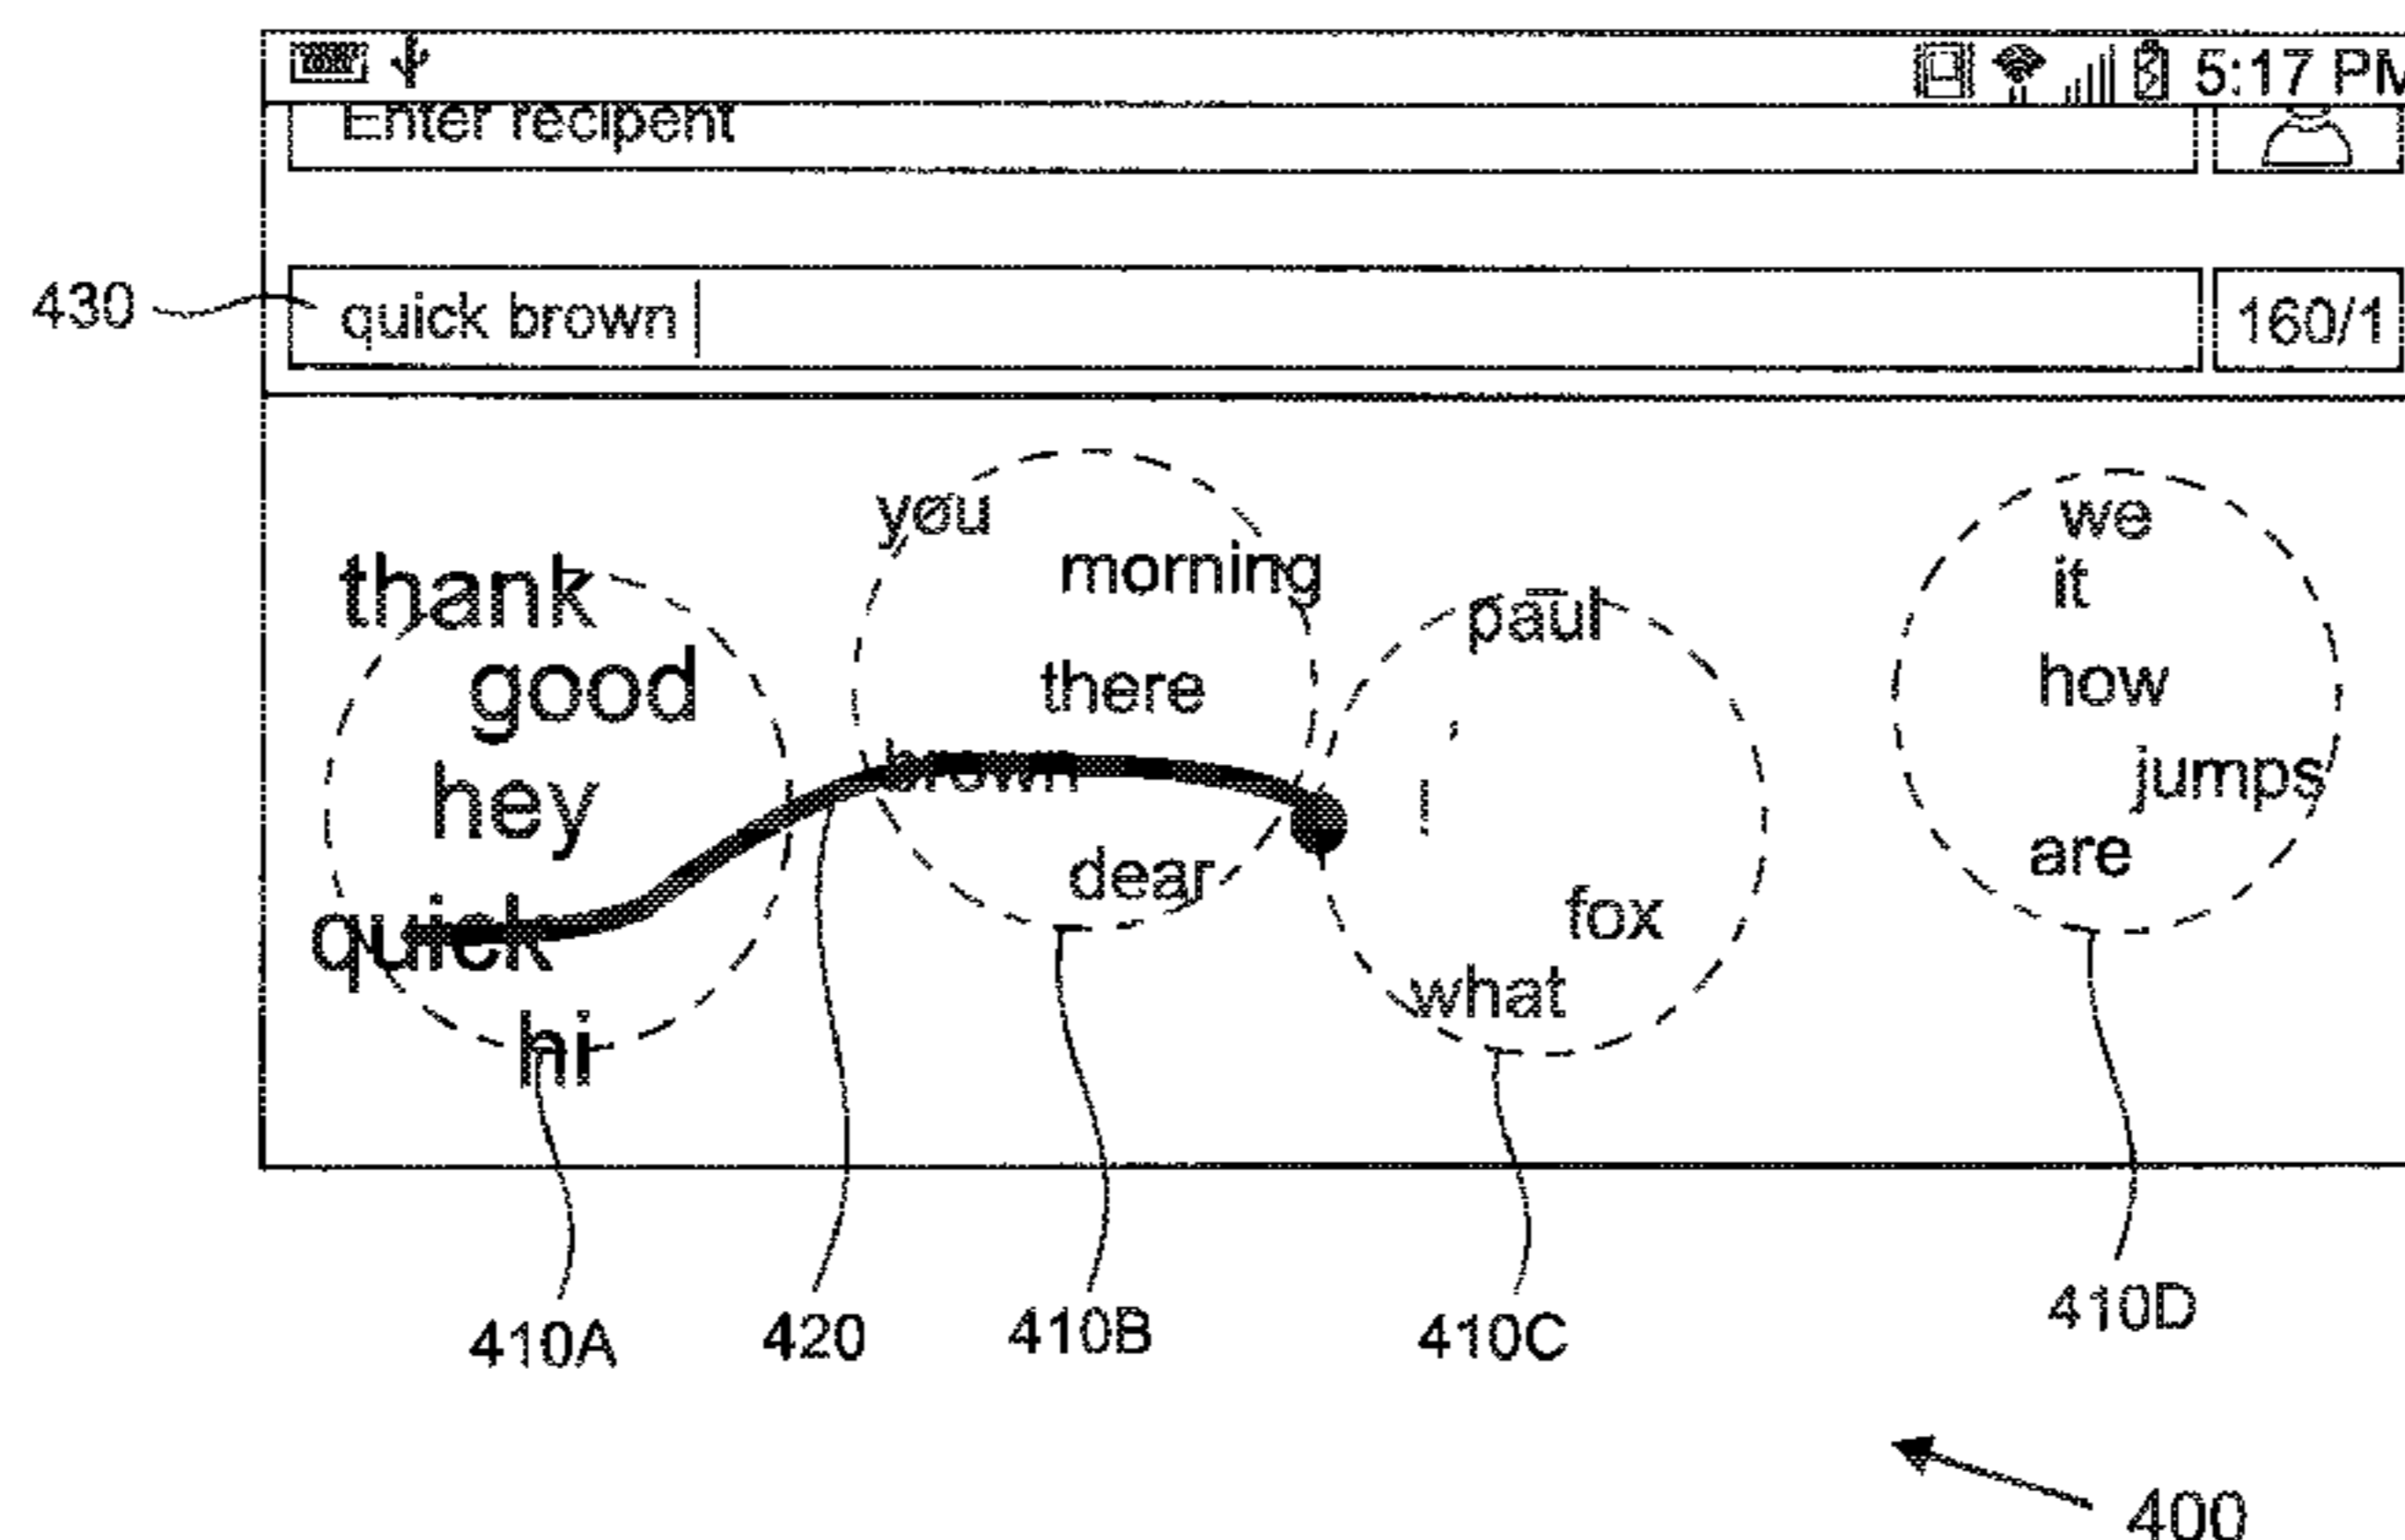 5:17 PM
Enter recipent
430
quick brown
160/1
you
morning
there
brown
dear
thank
good
hey
quick
hi
paul
fox
what
we
it
how
jumps
are
410A
420
410B
410C
410D
400